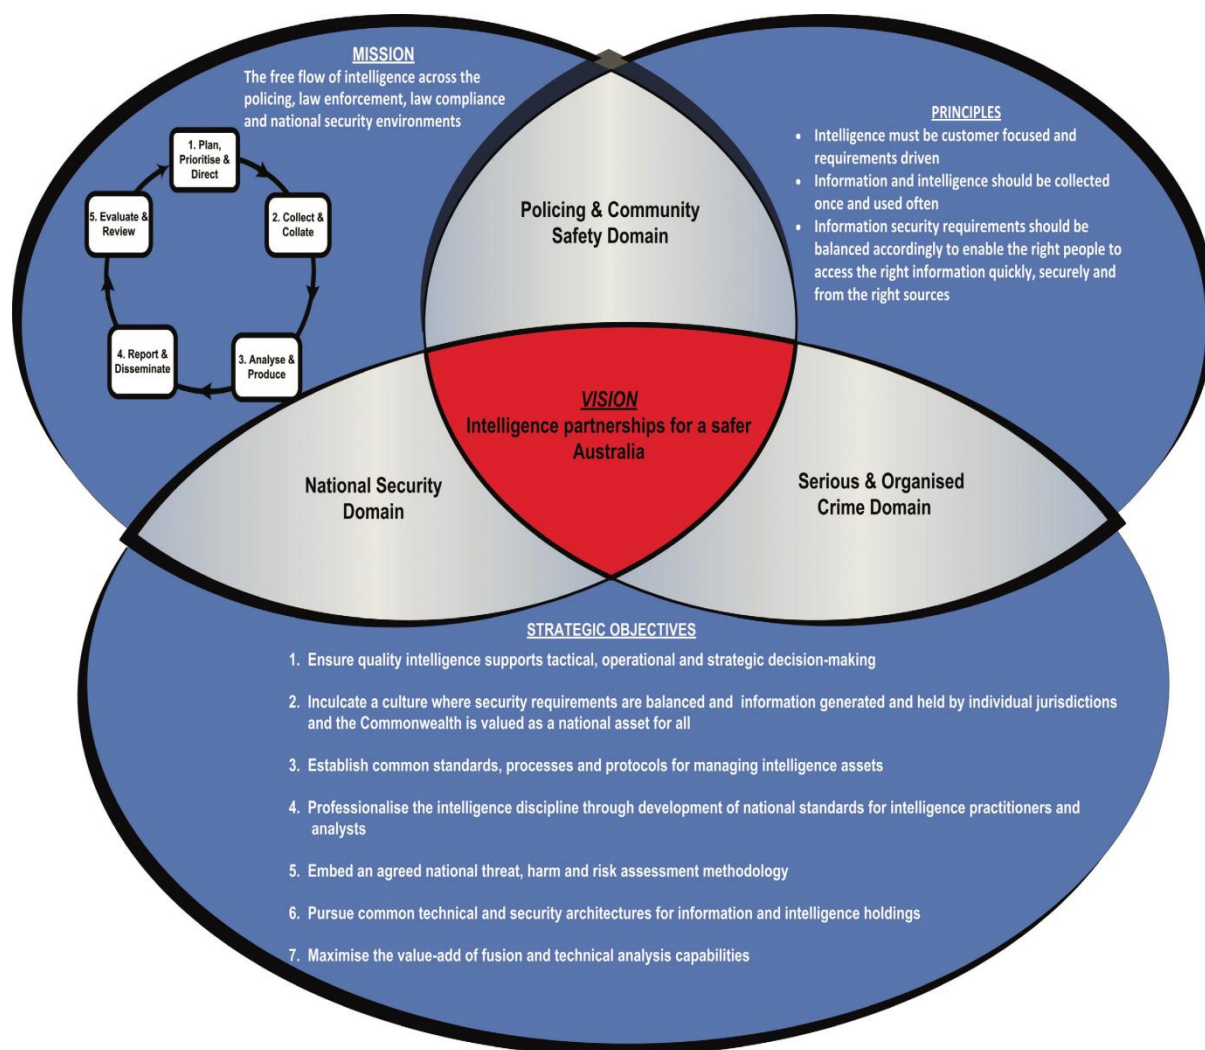 MISSION
The free flow of intelligence across the
policing, law enforcement, law compliance
and national security environments
1. Plan,
Prioritise &
Direct
2. Collect &
Collate
3. Analyse &
Produce
4. Report &
Disseminate
5. Evaluate &
Review
PRINCIPLES
• Intelligence must be customer focused and
requirements driven
• Information and intelligence should be collected
once and used often
• Information security requirements should be
balanced accordingly to enable the right people to
access the right information quickly, securely and
from the right sources
Policing & Community
Safety Domain
VISION
Intelligence partnerships for a safer
Australia
National Security
Domain
Serious & Organised
Crime Domain
STRATEGIC OBJECTIVES
1. Ensure quality intelligence supports tactical, operational and strategic decision-making
2. Inculcate a culture where security requirements are balanced and information generated and held by individual jurisdictions
and the Commonwealth is valued as a national asset for all
3. Establish common standards, processes and protocols for managing intelligence assets
4. Professionalise the intelligence discipline through development of national standards for intelligence practitioners and
analysts
5. Embed an agreed national threat, harm and risk assessment methodology
6. Pursue common technical and security architectures for information and intelligence holdings
7. Maximise the value-add of fusion and technical analysis capabilities